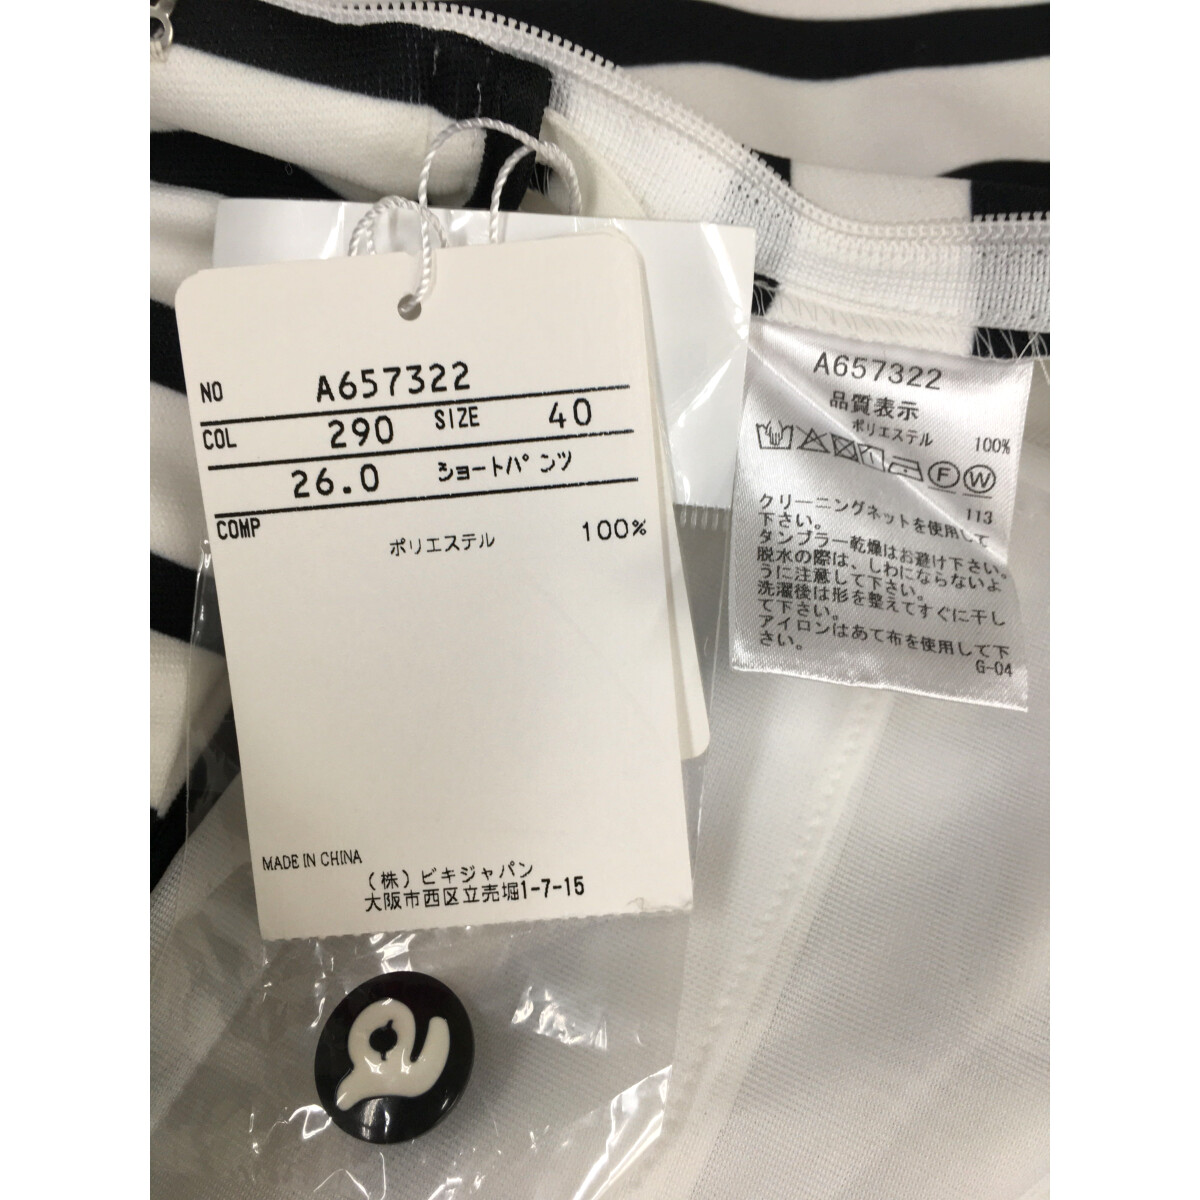 NO A657322
COL 290 SIZE 40
26.0 ショートパンツ
COMP
ポリエステル 100%
MADE IN CHINA
(株)ビキジャパン
大阪市西区立売堀1-7-15
A657322
品質表示
ポリエステル 100%
F W
113
クリーニングネットを使用して
下さい。
タンブラー乾燥はお避け下さい。
脱水の際は、しわにならないよ
うに注意して下さい。
洗濯後は形を整えてすぐに干し
て下さい。
アイロンはあて布を使用して下
さい。
G-04